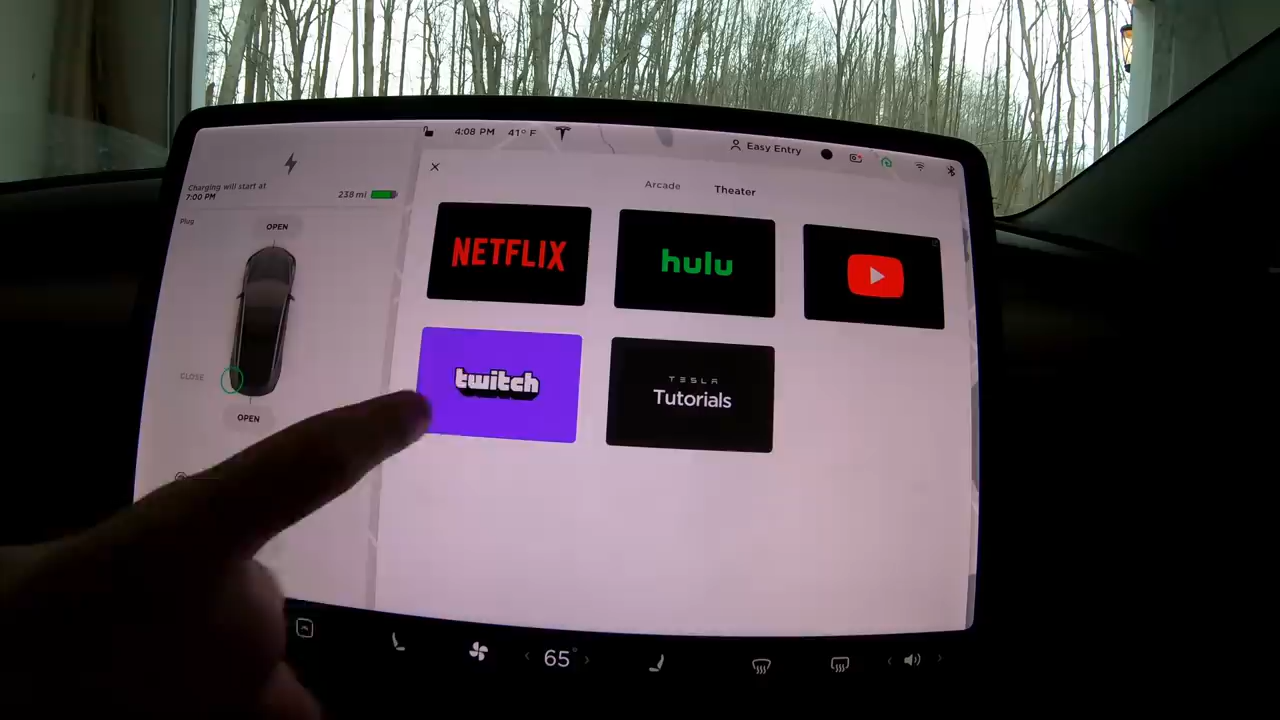 4:08 PM 41°F Easy Entry
Charging will start at
7:00 PM
238 mi
Plug
OPEN
CLOSE
OPEN
Arcade Theater
NETFLIX
hulu
twitch
TESLA
Tutorials
65°